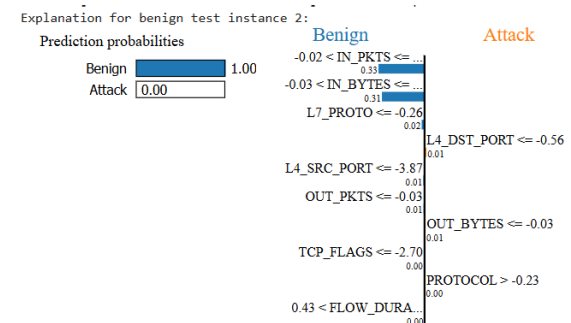 Explanation for benign test instance 2:
Prediction probabilities
Benign 1.00
Attack 0.00
Benign Attack
-0.02 < IN_PKTS <= ...
0.33
-0.03 < IN_BYTES <= ...
0.31
L7_PROTO <= -0.26
0.02
L4_DST_PORT <= -0.56
0.01
L4_SRC_PORT <= -3.87
0.01
OUT_PKTS <= -0.03
0.01
OUT_BYTES <= -0.03
0.01
TCP_FLAGS <= -2.70
0.00
PROTOCOL > -0.23
0.00
0.43 < FLOW_DURA...
0.00